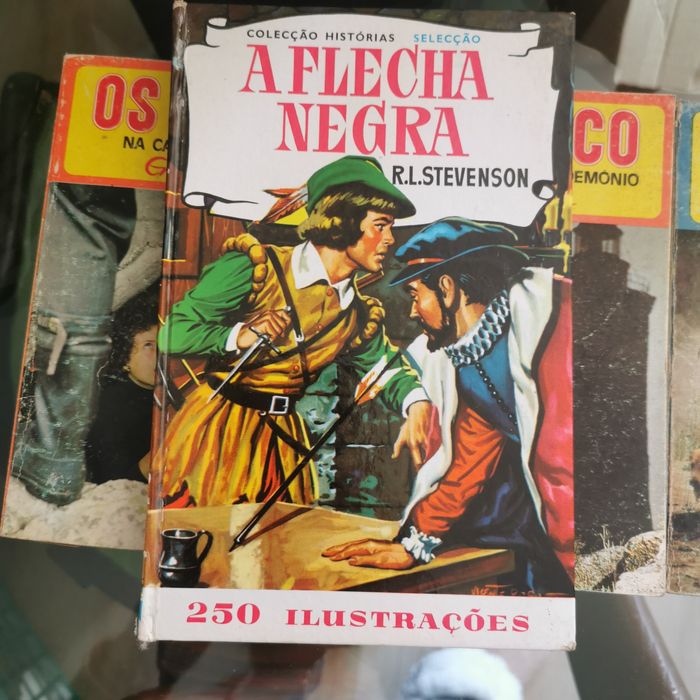 COLECÇÃO HISTÓRIAS SELECÇÃO
A FLECHA
NEGRA
R.L.STEVENSON
250 ILUSTRAÇÕES
OS
NA CA
CO
DEMÓNIO